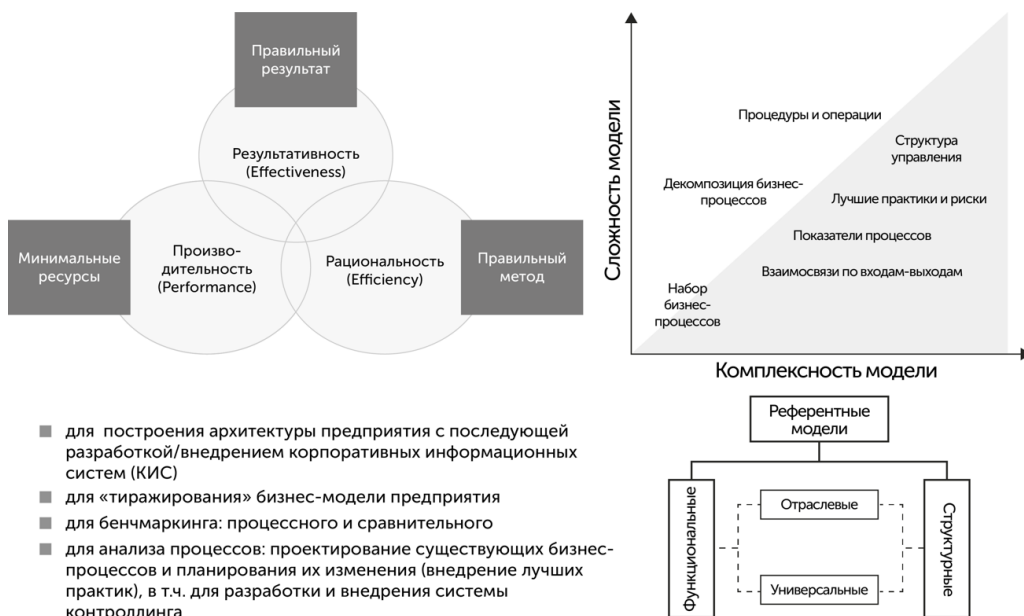 Правильный
результат
Результативность
(Effectiveness)
Минимальные
ресурсы
Произво-
дительность
(Performance)
Рациональность
(Efficiency)
Правильный
метод
Сложность модели
Процедуры и операции
Структура
управления
Декомпозиция бизнес-
процессов
Лучшие практики и риски
Показатели процессов
Взаимосвязи по входам-выходам
Набор
бизнес-
процессов
Комплексность модели
для построения архитектуры предприятия с последующей
разработкой/внедрением корпоративных информационных
систем (КИС)
для «тиражирования» бизнес-модели предприятия
для бенчмаркинга: процессного и сравнительного
для анализа процессов: проектирование существующих бизнес-
процессов и планирования их изменения (внедрение лучших
практик), в т.ч. для разработки и внедрения системы
контроллинга
Референтные
модели
Функциональные
Отраслевые
Универсальные
Структурные